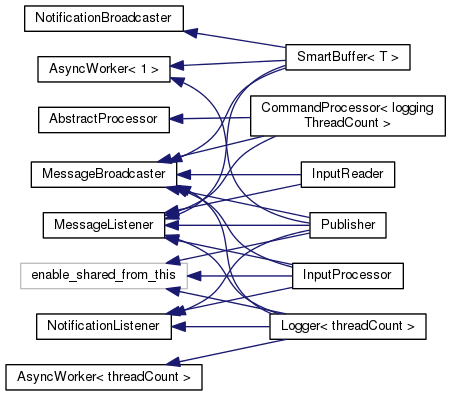 NotificationBroadcaster
SmartBuffer< T >
AsyncWorker< 1 >
CommandProcessor< logging
ThreadCount >
AbstractProcessor
MessageBroadcaster
InputReader
MessageListener
Publisher
enable_shared_from_this
InputProcessor
NotificationListener
Logger< threadCount >
AsyncWorker< threadCount >